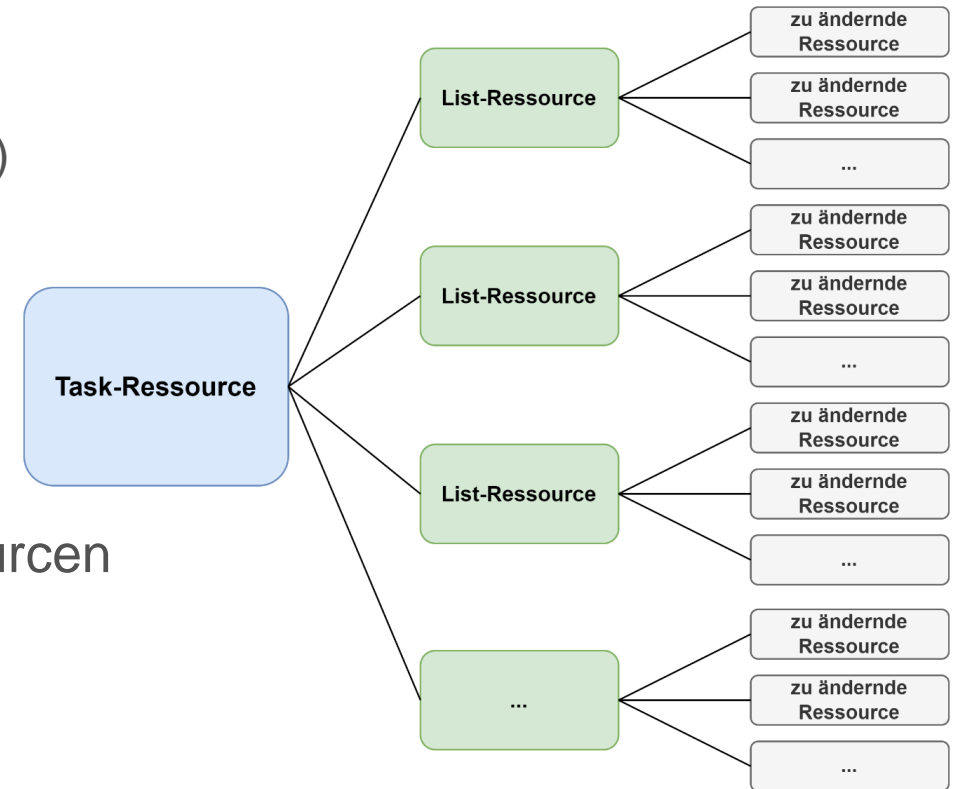 )
urcen
Task-Ressource
List-Ressource
zu ändernde
Ressource
zu ändernde
Ressource
...
List-Ressource
zu ändernde
Ressource
zu ändernde
Ressource
...
List-Ressource
zu ändernde
Ressource
zu ändernde
Ressource
...
...
zu ändernde
Ressource
zu ändernde
Ressource
...